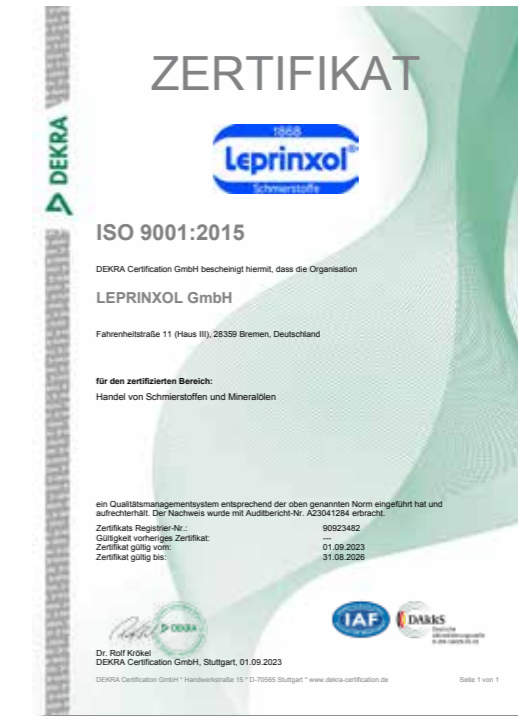 ZERTIFIKAT
DEKRA
1868
Leprinxol®
Schmierstoffe
ISO 9001:2015
DEKRA Certification GmbH bescheinigt hiermit, dass die Organisation
LEPRINXOL GmbH
Fahrenheitstraße 11 (Haus III), 28359 Bremen, Deutschland
für den zertifizierten Bereich:
Handel von Schmierstoffen und Mineralölen
ein Qualitätsmanagementsystem entsprechend der oben genannten Norm eingeführt hat und
aufrechterhält. Der Nachweis wurde mit Auditbericht-Nr. A23041284 erbracht.
Zertifikats Registrier-Nr.: 90923482
Gültigkeit vorheriges Zertifikat: ---
Zertifikat gültig vom: 01.09.2023
Zertifikat gültig bis: 31.08.2026
DEKRA
IAF
DAkkS
Deutsche
Akkreditierungsstelle
Dr. Rolf Krökel
DEKRA Certification GmbH, Stuttgart, 01.09.2023
DEKRA Certification GmbH * Handwerkstraße 15 * D-70565 Stuttgart * www.dekra-certification.de Seite 1 von 1